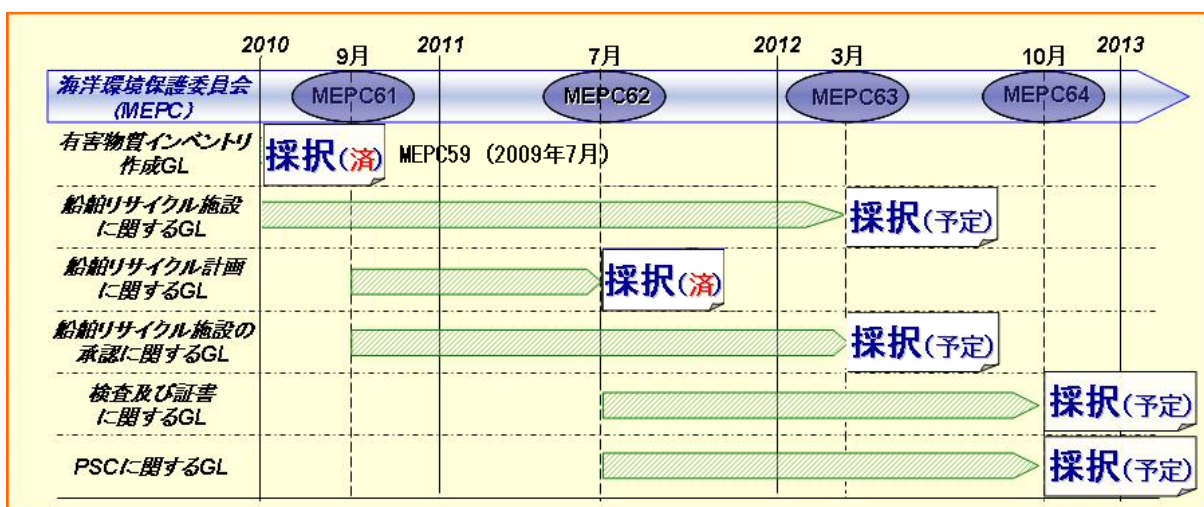 2010 2011 2012 2013
9月 7月 3月 10月
海洋環境保護委員会
(MEPC)
MEPC61 MEPC62 MEPC63 MEPC64
有害物質インベントリ
作成GL
採択(済) MEPC59 (2009年7月)
船舶リサイクル施設
に関するGL
採択(予定)
船舶リサイクル計画
に関するGL
採択(済)
船舶リサイクル施設の
承認に関するGL
採択(予定)
検査及び証書
に関するGL
採択(予定)
PSCに関するGL
採択(予定)